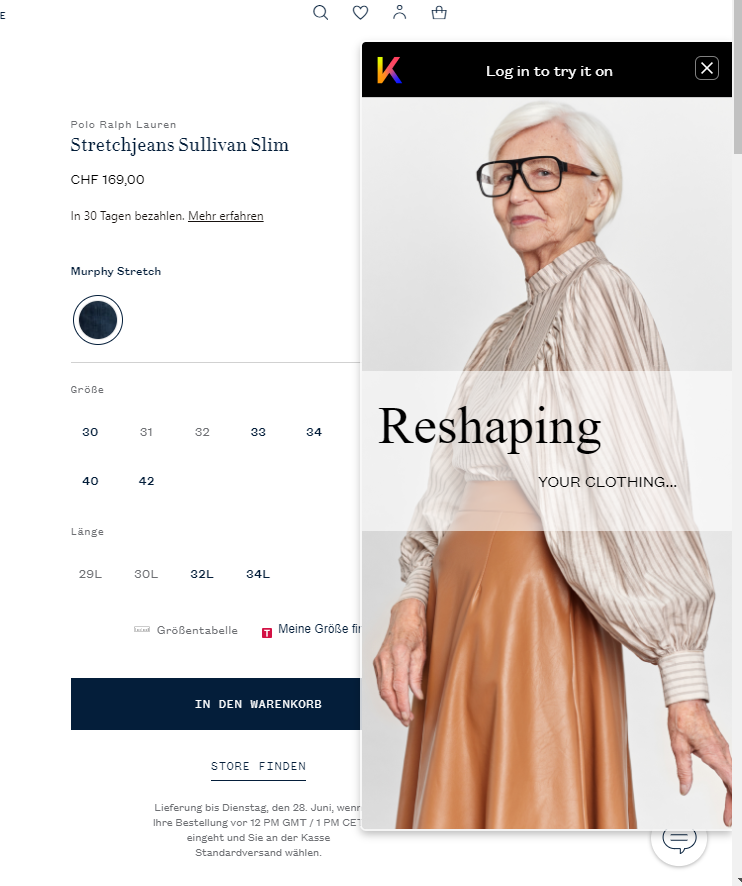 E
Log in to try it on
Polo Ralph Lauren
Stretchjeans Sullivan Slim
CHF 169,00
In 30 Tagen bezahlen. Mehr erfahren
Murphy Stretch
Größe
30 31 32 33 34
40 42
Reshaping
YOUR CLOTHING...
Länge
29L 30L 32L 34L
Größentabelle T Meine Größe
IN DEN WARENKORB
STORE FINDEN
Lieferung bis Dienstag, den 28. Juni, wenn
Ihre Bestellung vor 12 PM GMT / 1 PM CET
eingeht und Sie an der Kasse
Standardversand wählen.